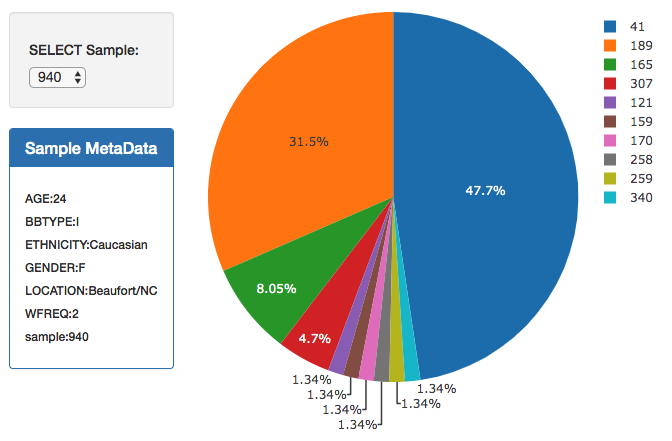 SELECT Sample:
940
Sample MetaData
AGE:24
BBTYPE:I
ETHNICITY:Caucasian
GENDER:F
LOCATION:Beaufort/NC
WFREQ:2
sample:940
47.7%
31.5%
8.05%
4.7%
1.34%
1.34%
1.34%
1.34%
1.34%
1.34%
41
189
165
307
121
159
170
258
259
340